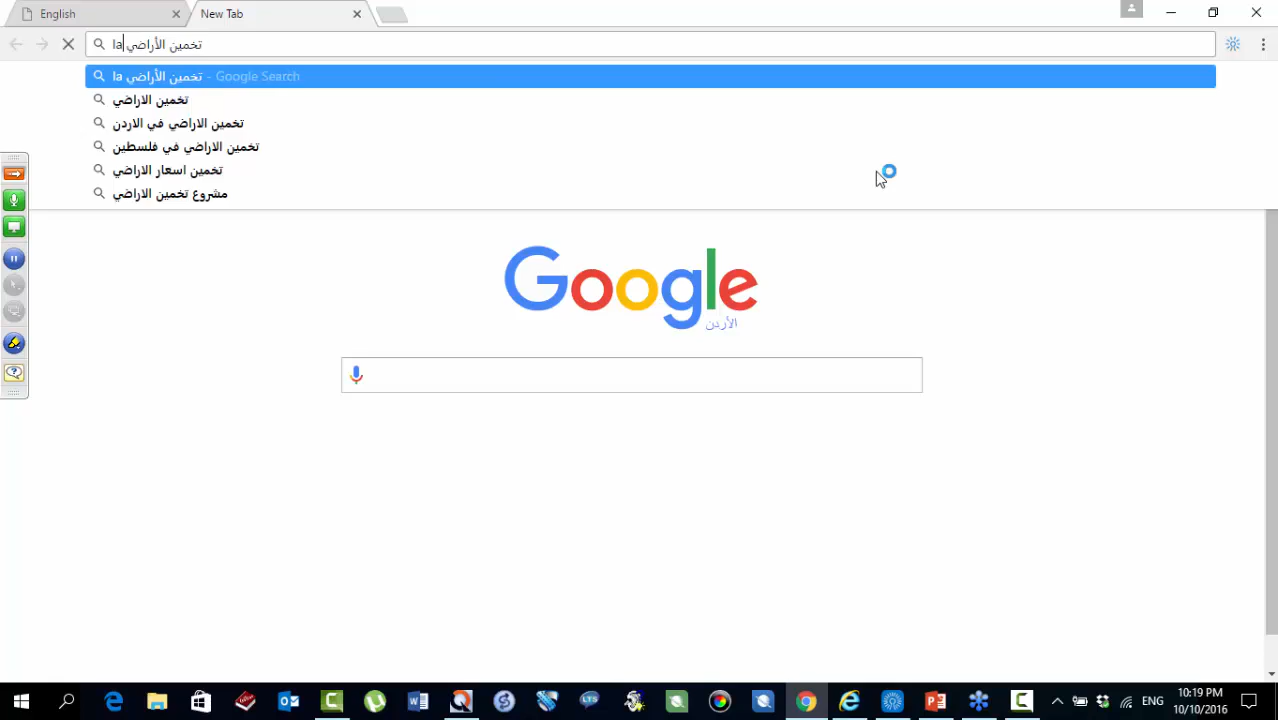 English
New Tab
la تخمين الأراضي
la تخمين الأراضي - Google Search
تخمين الاراضي
تخمين الاراضي في الاردن
تخمين الاراضي في فلسطين
تخمين اسعار الاراضي
مشروع تخمين الاراضي
Google
الأردن
LTS
ENG
10:19 PM
10/10/2016